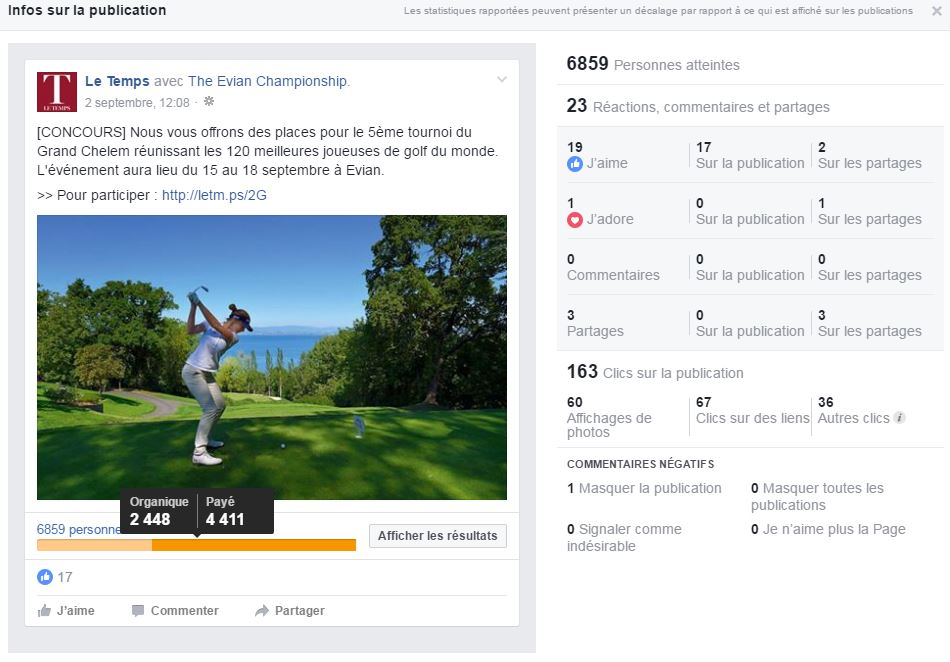 Infos sur la publication
Les statistiques rapportées peuvent présenter un décalage par rapport à ce qui est affiché sur les publications
T
LE TEMPS
Le Temps avec The Evian Championship.
2 septembre, 12:08 ·
[CONCOURS] Nous vous offrons des places pour le 5ème tournoi du
Grand Chelem réunissant les 120 meilleures joueuses de golf du monde.
L'événement aura lieu du 15 au 18 septembre à Evian.
>> Pour participer : http://letm.ps/2G
Organique Payé
2 448 4 411
6859 personne
Afficher les résultats
17
J'aime Commenter Partager
6859 Personnes atteintes
23 Réactions, commentaires et partages
19 17 2
J'aime Sur la publication Sur les partages
1 0 1
J'adore Sur la publication Sur les partages
0 0 0
Commentaires Sur la publication Sur les partages
3 0 3
Partages Sur la publication Sur les partages
163 Clics sur la publication
60 67 36
Affichages de Clics sur des liens Autres clics i
photos
COMMENTAIRES NÉGATIFS
1 Masquer la publication 0 Masquer toutes les
publications
0 Signaler comme 0 Je n'aime plus la Page
indésirable